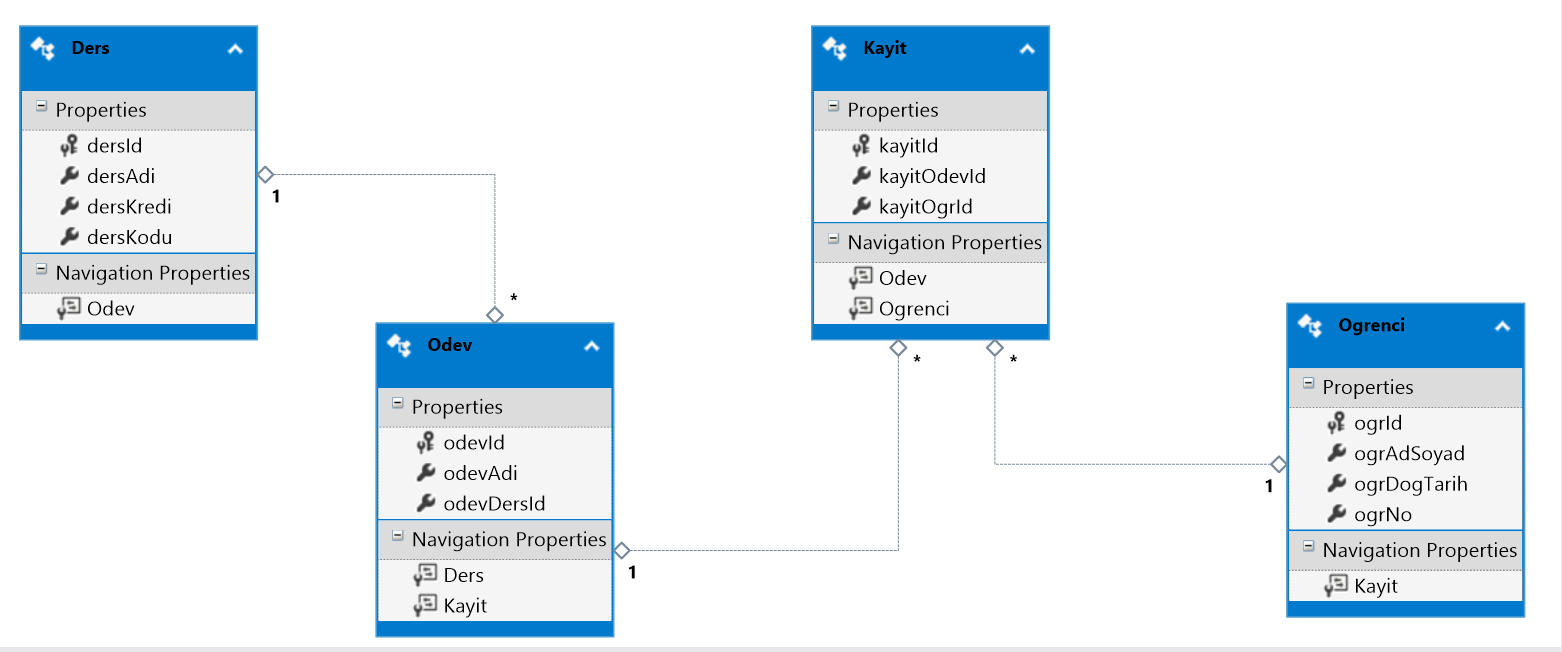 Ders
Properties
dersId
dersAdi
dersKredi
dersKodu
Navigation Properties
Odev
1
*
Odev
Properties
odevId
odevAdi
odevDersId
Navigation Properties
Ders
Kayit
1
Kayit
Properties
kayitId
kayitOdevId
kayitOgrId
Navigation Properties
Odev
Ogrenci
*
*
1
Ogrenci
Properties
ogrId
ogrAdSoyad
ogrDogTarih
ogrNo
Navigation Properties
Kayit